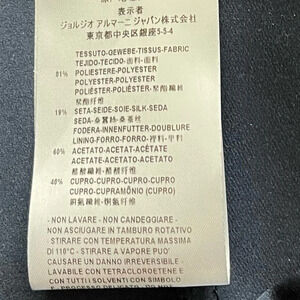 表示者
ジョルジオ アルマーニ ジャパン株式会社
東京都中央区銀座5-5-4
TESSUTO-GEWEBE-TISSUS-FABRIC
TEJIDO-TECIDO-面料-面料
81% POLIESTERE-POLYESTER
POLYESTER-POLYESTER
POLIÉSTER-POLIÉSTER-聚酯纖維
聚酯纤维
19% SETA-SEIDE-SOIE-SILK-SEDA
SEDA-桑蠶絲-桑蚕丝
FODERA-INNENFUTTER-DOUBLURE
LINING-FORRO-FORRO-裡料-里料
60% ACETATO-ACETAT-ACÉTATE
ACETATE-ACETATO-ACETATO
醋酸纖維-醋酯纤维
40% CUPRO-CUPRO-CUPRO-CUPRO
CUPRO-CUPRAMÔNIO (CUPRO)
銅氨纖維-铜氨纤维
- NON LAVARE - NON CANDEGGIARE -
NON ASCIUGARE IN TAMBURO ROTATIVO
- STIRARE CON TEMPERATURA MASSIMA
DI 110°C - STIRARE A VAPORE PUO'
CAUSARE UN DANNO IRREVERSIBILE -
LAVABILE CON TETRACLOROETENE E
CON TUTTI I SOLVENTI CON SIMBOLO